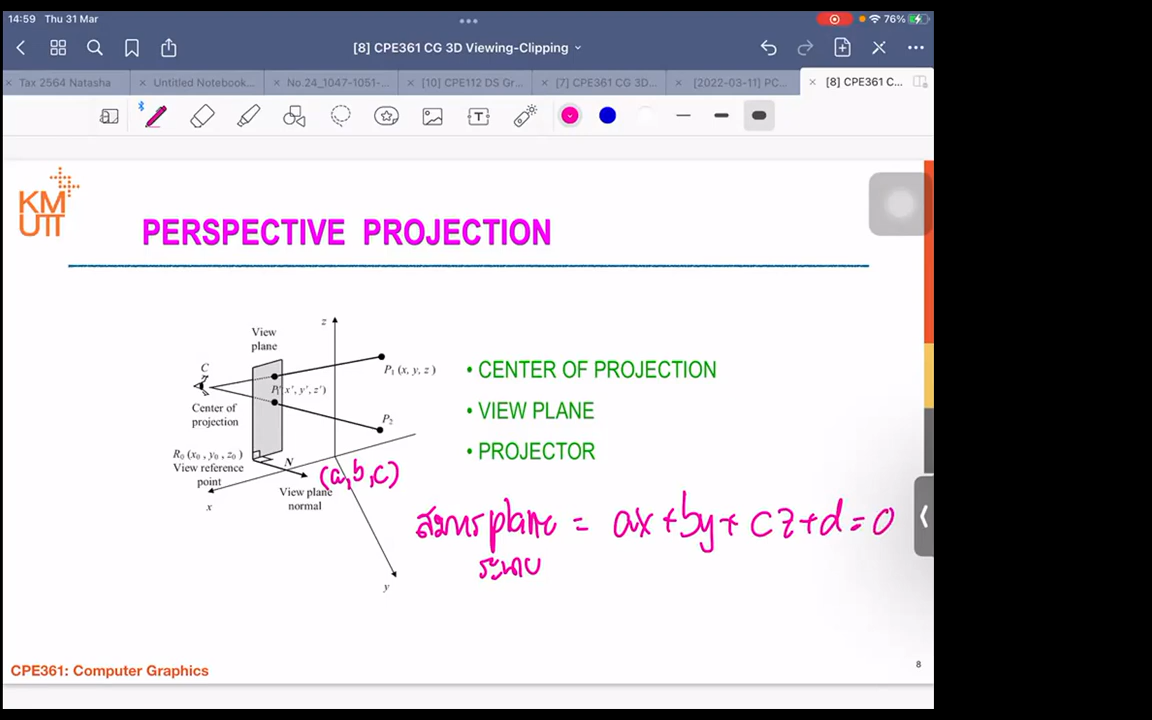 14:59 Thu 31 Mar
76%
[8] CPE361 CG 3D Viewing-Clipping
Tax 2564 Natasha
Untitled Notebook...
No.24_1047-1051-...
[10] CPE112 DS Gr...
[7] CPE361 CG 3D...
[2022-03-11] PC...
[8] CPE361 C...
T
KM
UTT
PERSPECTIVE PROJECTION
View
plane
z
C
P1 (x, y, z)
P1'(x', y', z')
Center of
projection
P2
R0 (x0, y0, z0)
View reference
point
N
(a, b, c)
View plane
normal
x
y
• CENTER OF PROJECTION
• VIEW PLANE
• PROJECTOR
สมการ plane = ax+by+cz+d=0
ระนาบ
CPE361: Computer Graphics
8